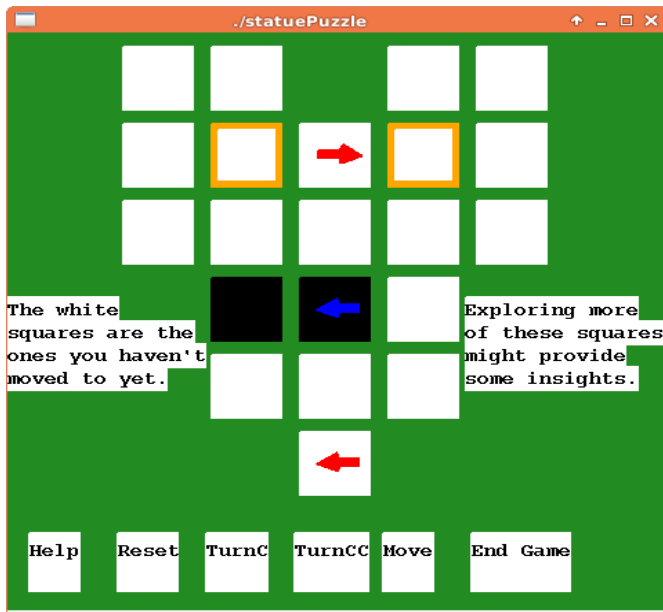 ./statuePuzzle
The white
squares are the
ones you haven't
moved to yet.
Exploring more
of these squares
might provide
some insights.
Help
Reset
TurnC
TurnCC
Move
End Game